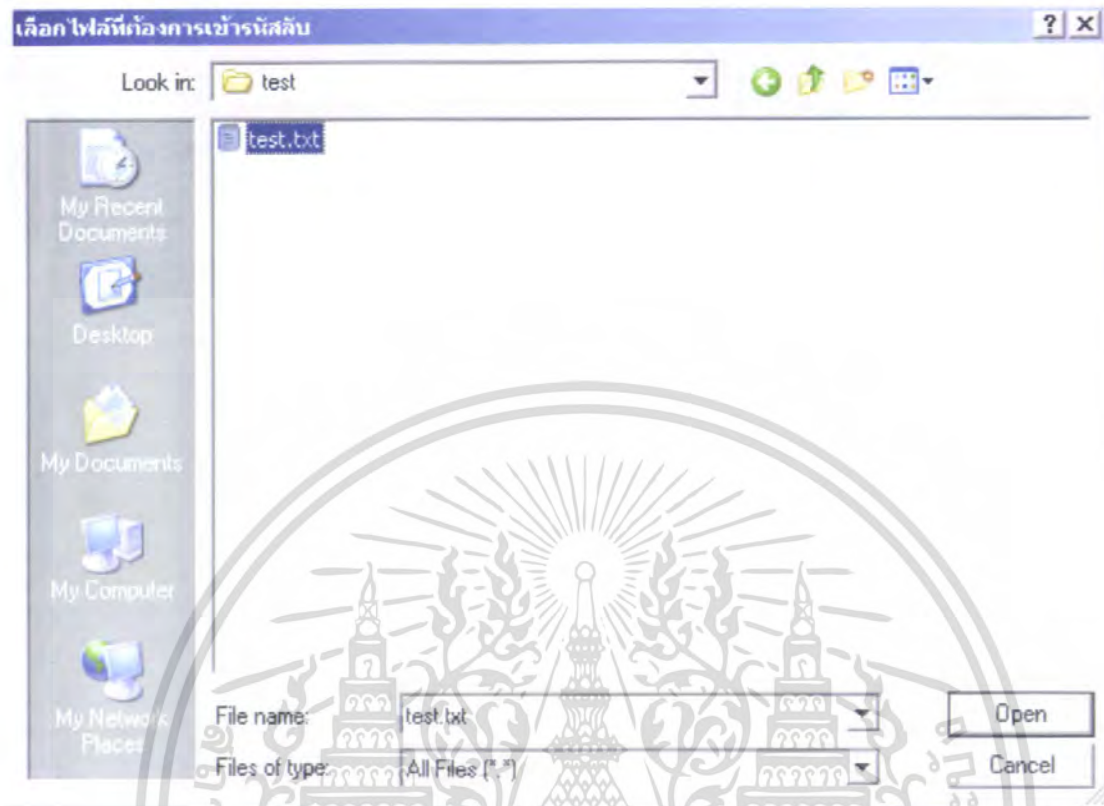 เลือกไฟล์ที่ต้องการเข้ารหัสลับ
Look in: test
test.txt
My Recent
Documents
Desktop
My Documents
My Computer
My Network
Places
File name: test.txt Open
Files of type: All Files (*.*) Cancel